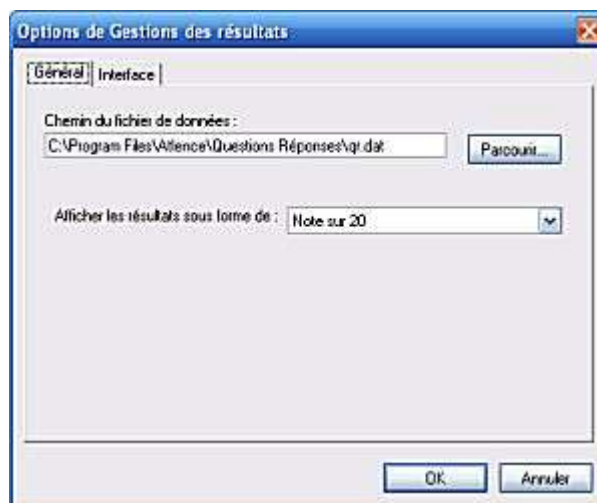 Options de Gestions des résultats
Général Interface
Chemin du fichier de données :
C:\Program Files\Atlence\Questions Réponses\qr.dat Parcourir...
Afficher les résultats sous forme de : Note sur 20
OK Annuler